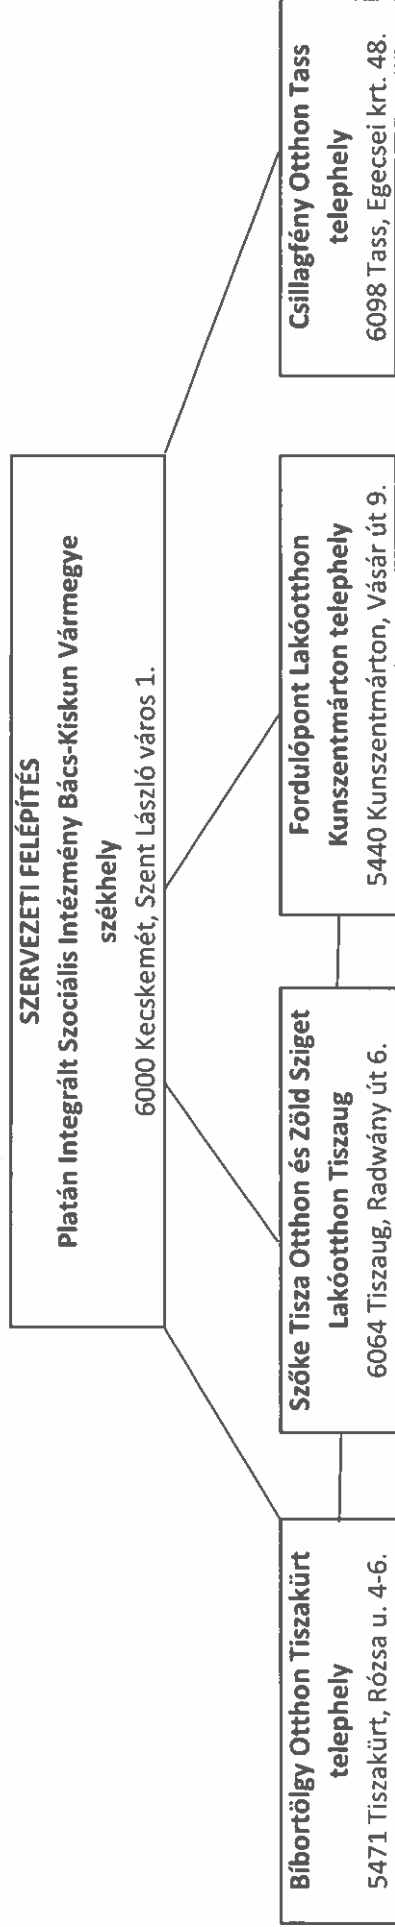 SZERVEZETI FELÉPÍTÉS
Platán Integrált Szociális Intézmény Bács-Kiskun Vármegye
székhely
6000 Kecskemét, Szent László város 1.
Bíbortölgy Otthon Tiszakürt
telephely
5471 Tiszakürt, Rózsa u. 4-6.
Szőke Tisza Otthon és Zöld Sziget
Lakóotthon Tiszaug
6064 Tiszaug, Radwány út 6.
Fordulópont Lakóotthon
Kunszentmárton telephely
5440 Kunszentmárton, Vásár út 9.
Csillagfény Otthon Tass
telephely
6098 Tass, Egecsei krt. 48.